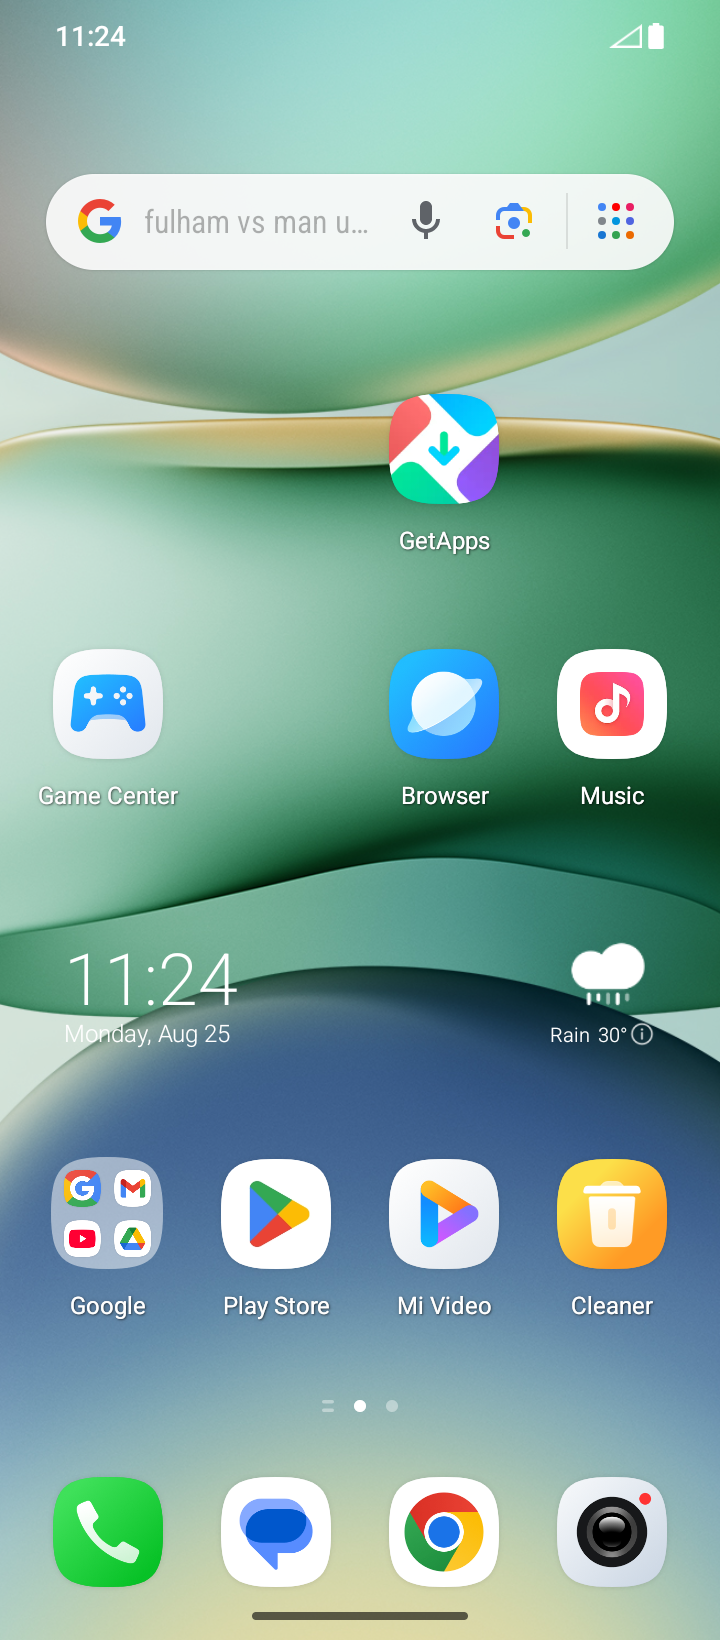 11:24
fulham vs man u...
GetApps
Game Center
Browser
Music
11:24
Monday, Aug 25
Rain 30°
Google
Play Store
Mi Video
Cleaner